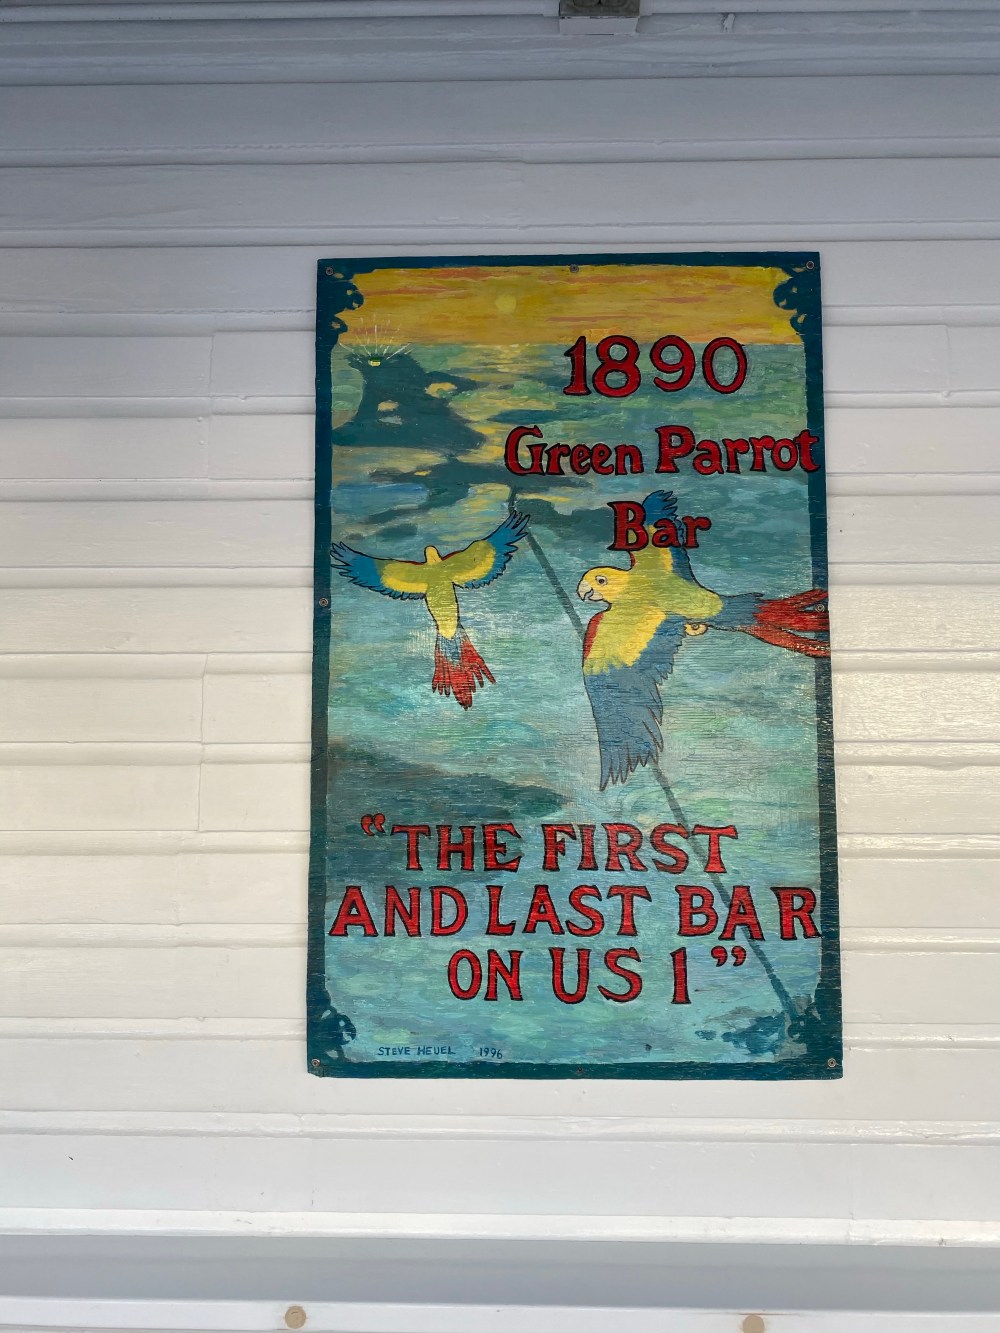 1890
Green Parrot
Bar
“THE FIRST
AND LAST BAR
ON US 1”
STEVE HEUEL 1996